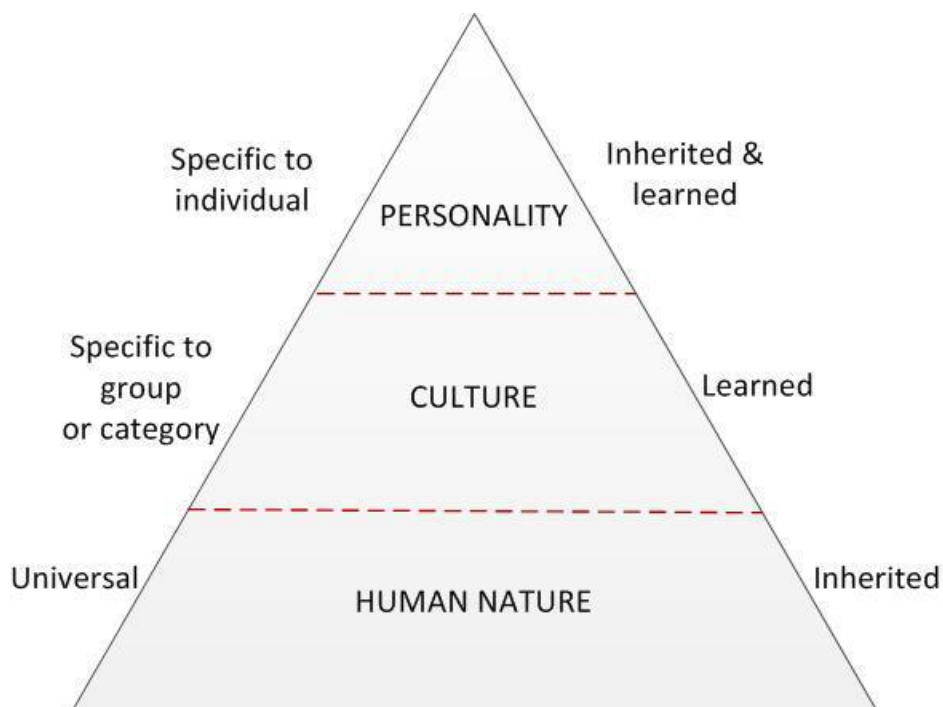 Specific to
individual
Inherited &
learned
PERSONALITY
Specific to
group
or category
CULTURE
Learned
Universal
HUMAN NATURE
Inherited